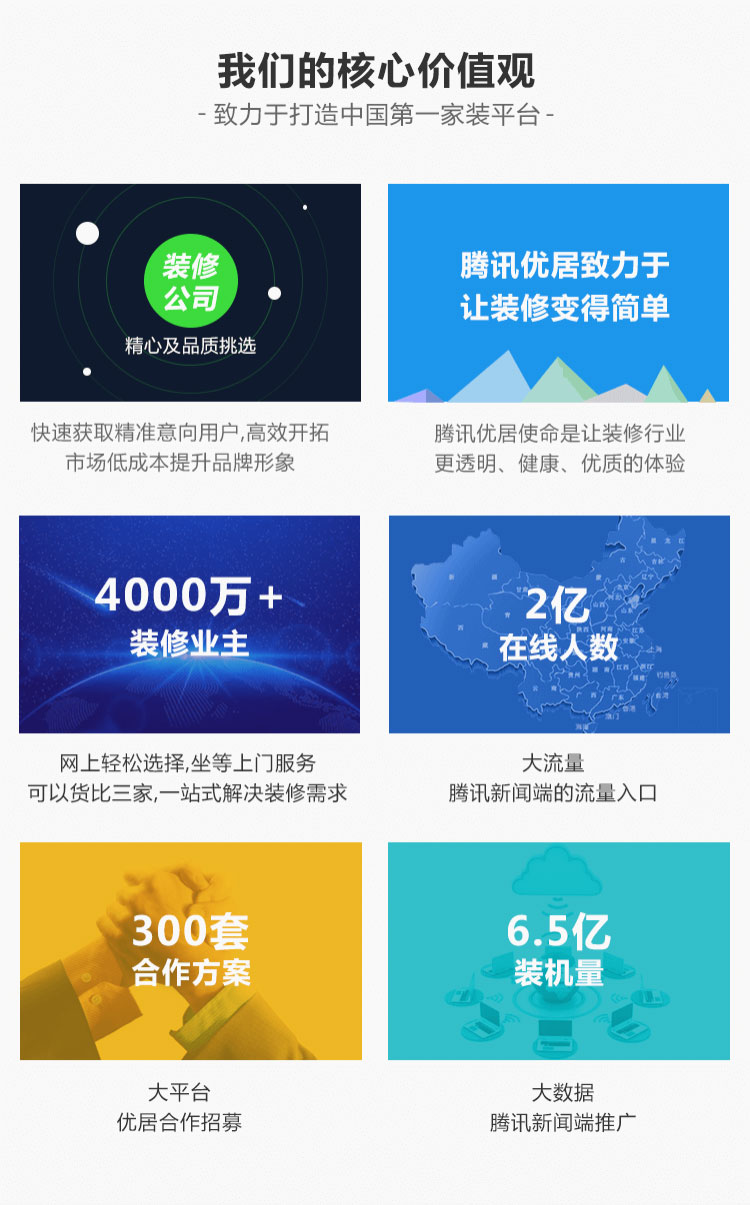 我们的核心价值观
- 致力于打造中国第一家装平台 -
装修
公司
精心及品质挑选
腾讯优居致力于
让装修变得简单
快速获取精准意向用户,高效开拓
市场低成本提升品牌形象
腾讯优居使命是让装修行业
更透明、健康、优质的体验
4000万+
装修业主
2亿
在线人数
网上轻松选择,坐等上门服务
可以货比三家,一站式解决装修需求
大流量
腾讯新闻端的流量入口
300套
合作方案
6.5亿
装机量
大平台
优居合作招募
大数据
腾讯新闻端推广